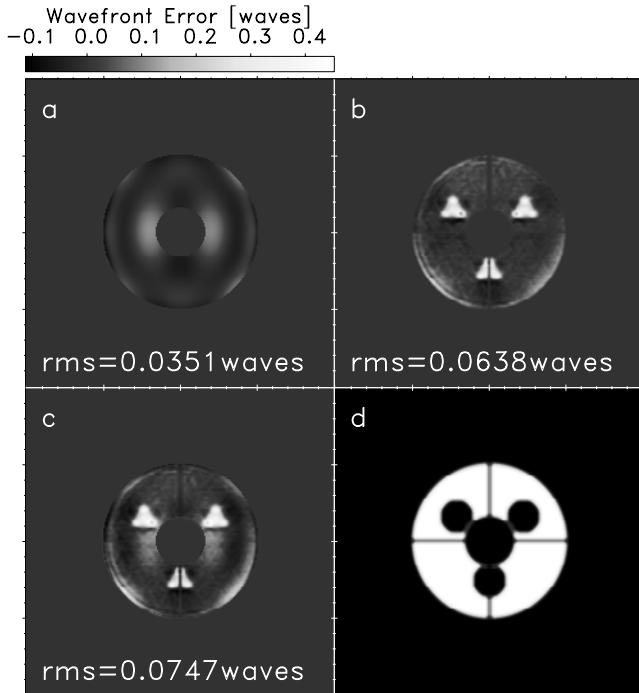 Wavefront Error [waves]
-0.1 0.0 0.1 0.2 0.3 0.4
a
b
rms=0.0351waves
rms=0.0638waves
c
d
rms=0.0747waves